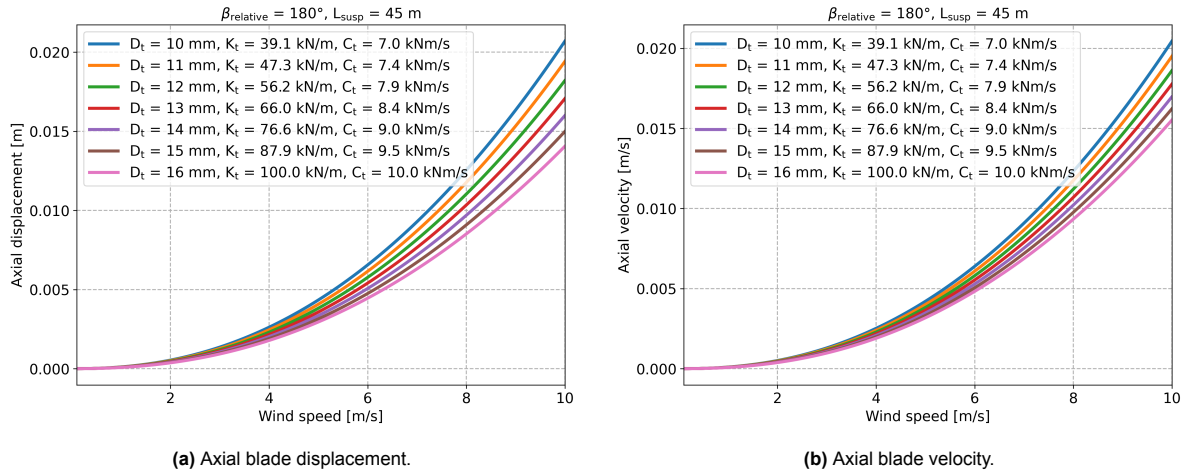 β_relative = 180°, L_susp = 45 m
D_t = 10 mm, K_t = 39.1 kN/m, C_t = 7.0 kNm/s
D_t = 11 mm, K_t = 47.3 kN/m, C_t = 7.4 kNm/s
D_t = 12 mm, K_t = 56.2 kN/m, C_t = 7.9 kNm/s
D_t = 13 mm, K_t = 66.0 kN/m, C_t = 8.4 kNm/s
D_t = 14 mm, K_t = 76.6 kN/m, C_t = 9.0 kNm/s
D_t = 15 mm, K_t = 87.9 kN/m, C_t = 9.5 kNm/s
D_t = 16 mm, K_t = 100.0 kN/m, C_t = 10.0 kNm/s
Axial displacement [m]
0.020
0.015
0.010
0.005
0.000
2 4 6 8 10
Wind speed [m/s]
(a) Axial blade displacement.
β_relative = 180°, L_susp = 45 m
D_t = 10 mm, K_t = 39.1 kN/m, C_t = 7.0 kNm/s
D_t = 11 mm, K_t = 47.3 kN/m, C_t = 7.4 kNm/s
D_t = 12 mm, K_t = 56.2 kN/m, C_t = 7.9 kNm/s
D_t = 13 mm, K_t = 66.0 kN/m, C_t = 8.4 kNm/s
D_t = 14 mm, K_t = 76.6 kN/m, C_t = 9.0 kNm/s
D_t = 15 mm, K_t = 87.9 kN/m, C_t = 9.5 kNm/s
D_t = 16 mm, K_t = 100.0 kN/m, C_t = 10.0 kNm/s
Axial velocity [m/s]
0.020
0.015
0.010
0.005
0.000
2 4 6 8 10
Wind speed [m/s]
(b) Axial blade velocity.